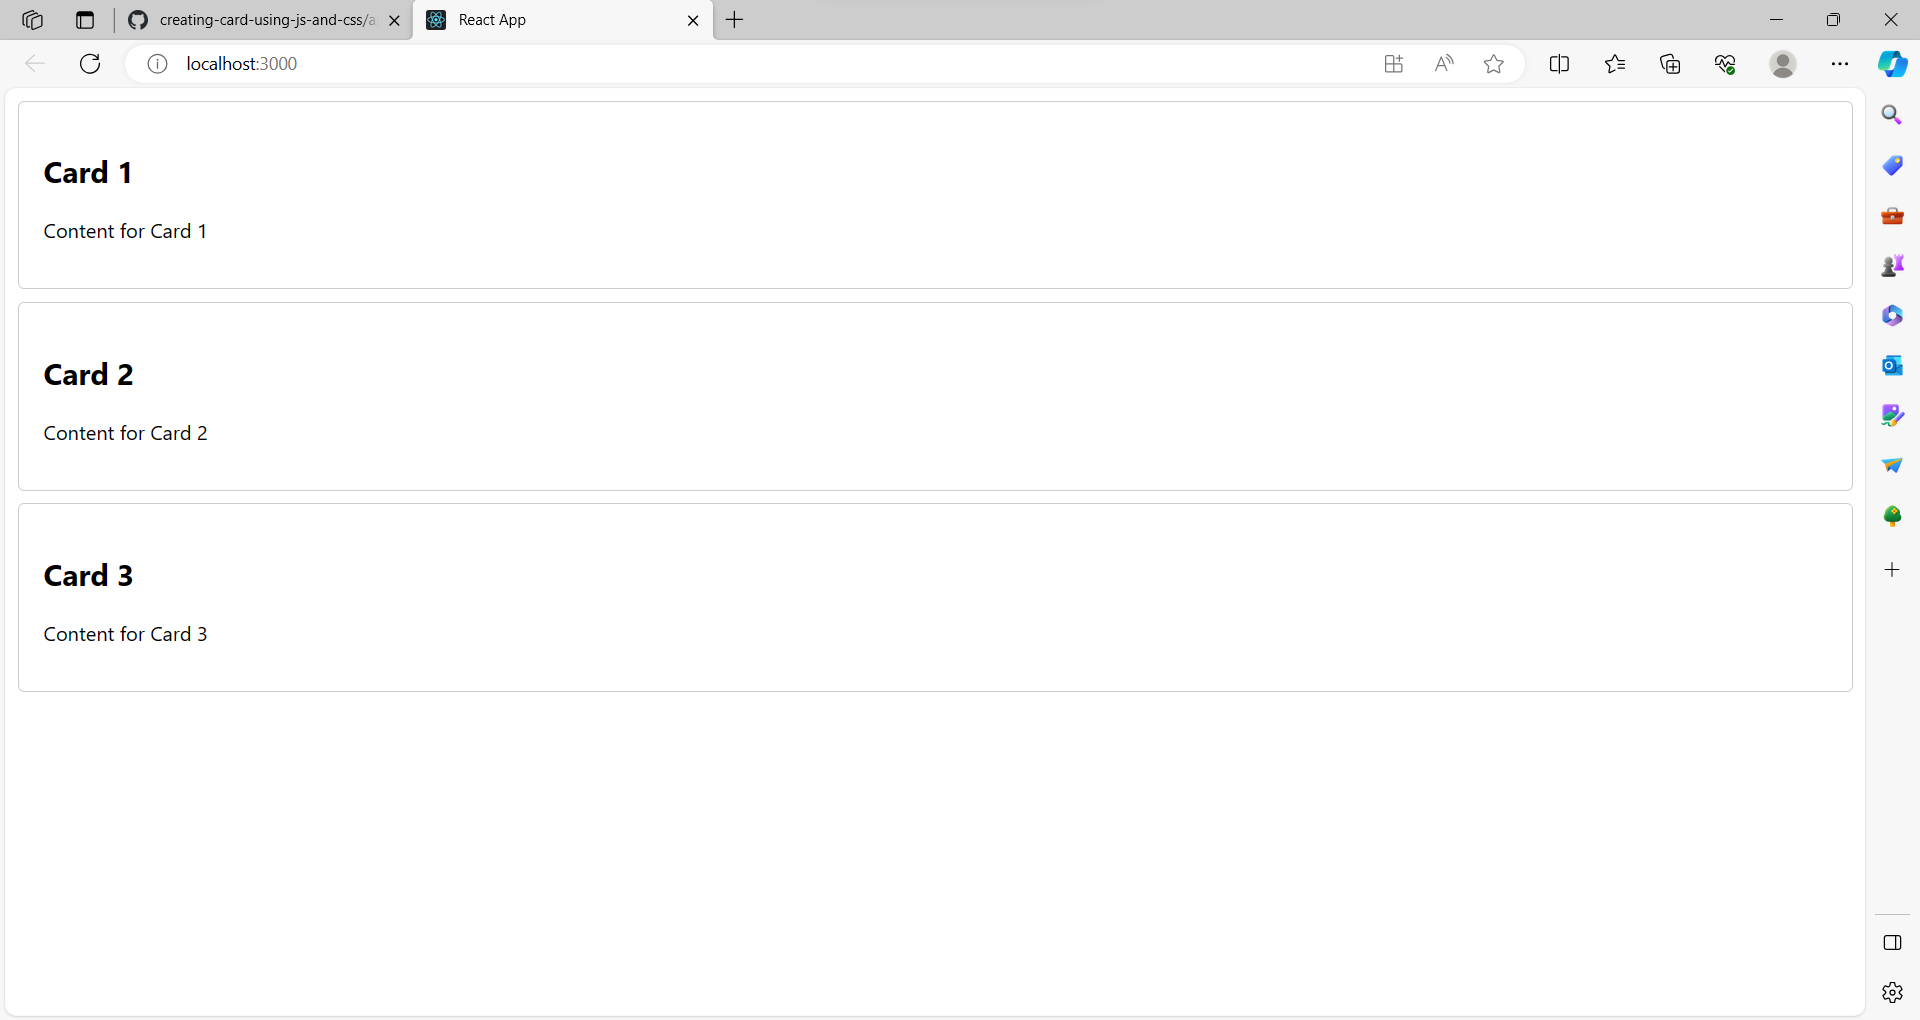 creating-card-using-js-and-css/a
React App
localhost:3000
Card 1
Content for Card 1
Card 2
Content for Card 2
Card 3
Content for Card 3